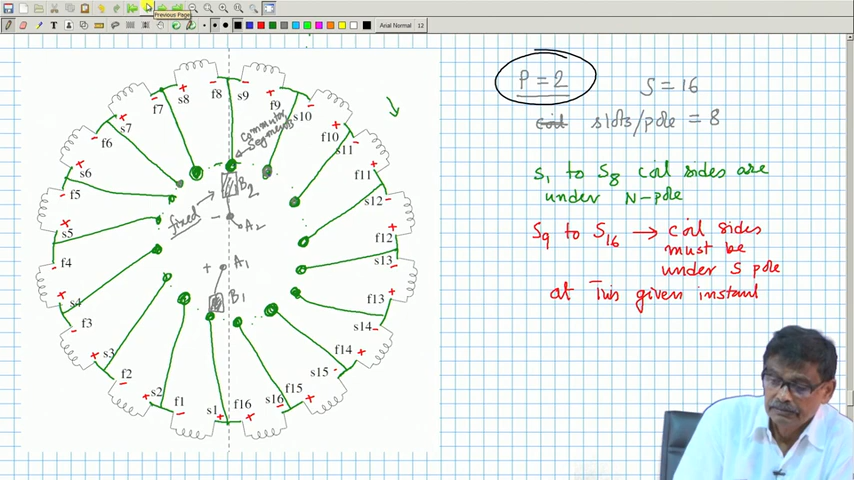 Previous Page
Arial Normal 12
P = 2
S = 16
coil slots/pole = 8
S1 to S8 coil sides are
under N-pole
S9 to S16 → coil sides
must be
under S pole
at This given instant
s8
f8
s9
f7
f9
s10
s7
Commutator
segments
f10
f6
s11
s6
f11
B2
f5
fixed
s12
s5
- A2
f12
f4
+ A1
s13
s4
B1
f13
f3
s14
s3
f14
f2
s15
s2
f1
s1
f16
s16
f15